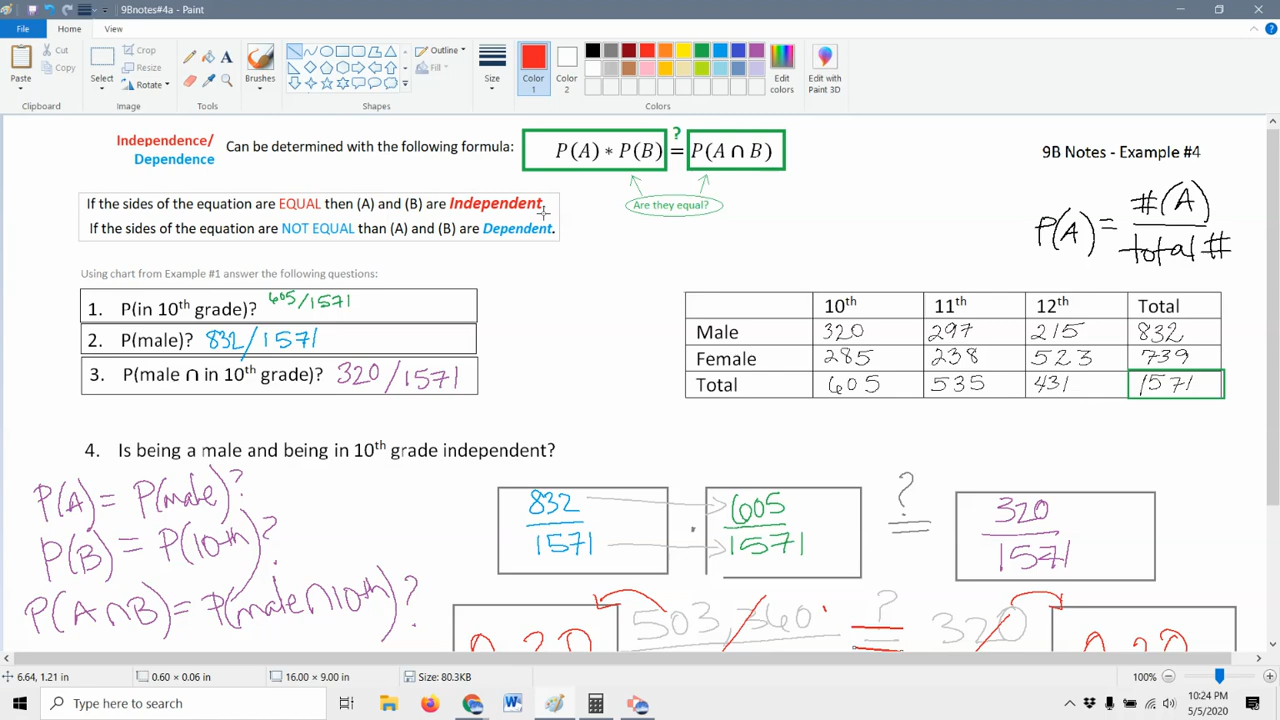 9Bnotes#4a - Paint
File Home View
Paste Cut Copy Clipboard
Select Crop Resize Rotate Image
Tools
Brushes
Outline Fill Shapes
Size
Color 1 Color 2 Edit colors Colors
Edit with Paint 3D
Independence/
Dependence
Can be determined with the following formula:
P(A) * P(B) = P(A ∩ B)
?
Are they equal?
9B Notes - Example #4
P(A) = #(A)
total #
If the sides of the equation are EQUAL then (A) and (B) are Independent.
If the sides of the equation are NOT EQUAL than (A) and (B) are Dependent.
Using chart from Example #1 answer the following questions:
1. P(in 10th grade)? 605/1571
2. P(male)? 832/1571
3. P(male ∩ in 10th grade)? 320/1571
10th 11th 12th Total
Male 320 297 215 832
Female 285 238 523 739
Total 605 535 431 1571
4. Is being a male and being in 10th grade independent?
P(A) = P(male)?
P(B) = P(10th)?
P(A∩B) = P(male∩10th)?
832
1571
·
605
1571
?
=
320
1571
503,360 ? = 320
0.20 0.20
6.64, 1.21 in 0.60 × 0.06 in 16.00 × 9.00 in Size: 80.3KB 100%
Type here to search
10:24 PM
5/5/2020